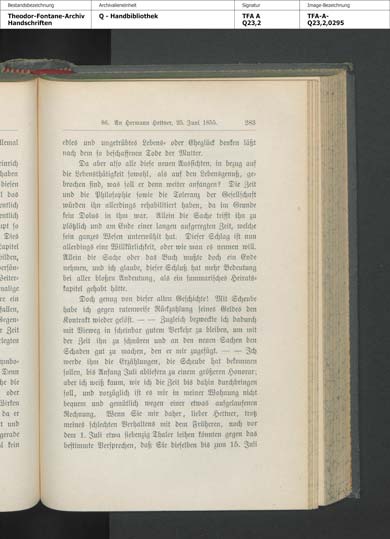 Bestandsbezeichnung
Theodor-Fontane-Archiv
Handschriften
Archivalieneinheit
Q - Handbibliothek
Signatur
TFA A
Q23,2
Image-Bezeichnung
TFA-A-
Q23,2,0295
86. An Hermann Hettner, 25. Juni 1855. 283
edles und ungetrübtes Lebens- oder Eheglück denken läßt
nach dem so beschaffenen Tode der Mutter.
Da aber also alle diese neuen Aussichten, in bezug auf
die Lebensthätigkeit sowohl, als auf den Lebensgenuß, ge-
brochen sind, was soll er denn weiter anfangen? Die Zeit
und die Philosophie sowie die Toleranz der Gesellschaft
würden ihn allerdings rehabilitiert haben, da im Grunde
kein Dolus in ihm war. Allein die Sache trifft ihn zu
plötzlich und am Ende einer langen aufgeregten Zeit, welche
sein ganzes Wesen unterwühlt hat. Dieser Schlag ist nun
allerdings eine Willkürlichkeit, oder wie man es nennen will.
Allein die Sache oder das Buch mußte doch ein Ende
nehmen, und ich glaube, dieser Schluß hat mehr Bedeutung
bei aller bloßen Andeutung, als ein summarisches Heirats-
kapitel gehabt hätte.
Doch genug von dieser alten Geschichte! Mit Scheube
habe ich gegen ratenweise Rückzahlung seines Geldes den
Kontrakt wieder gelöst. — — Zugleich bezweckte ich dadurch
mit Vieweg in scheinbar gutem Verkehr zu bleiben, um mit
der Zeit ihn zu schnüren und an den neuen Sachen den
Schaden gut zu machen, den er mir zugefügt. — — Ich
werde ihm die Erzählungen, die Scheube hat bekommen
sollen, bis Anfang Juli abliefern zu einem größeren Honorar;
aber ich weiß kaum, wie ich die Zeit bis dahin durchbringen
soll, und vorzüglich ist es mir in meiner Wohnung nicht
bequem und gemütlich wegen einer etwas aufgelaufenen
Rechnung. Wenn Sie mir daher, lieber Hettner, trotz
meines schlechten Verhaltens mit den Früheren, noch vor
dem 1. Juli etwa siebenzig Thaler leihen könnten gegen das
bestimmte Versprechen, daß Sie dieselben bis zum 15. Juli